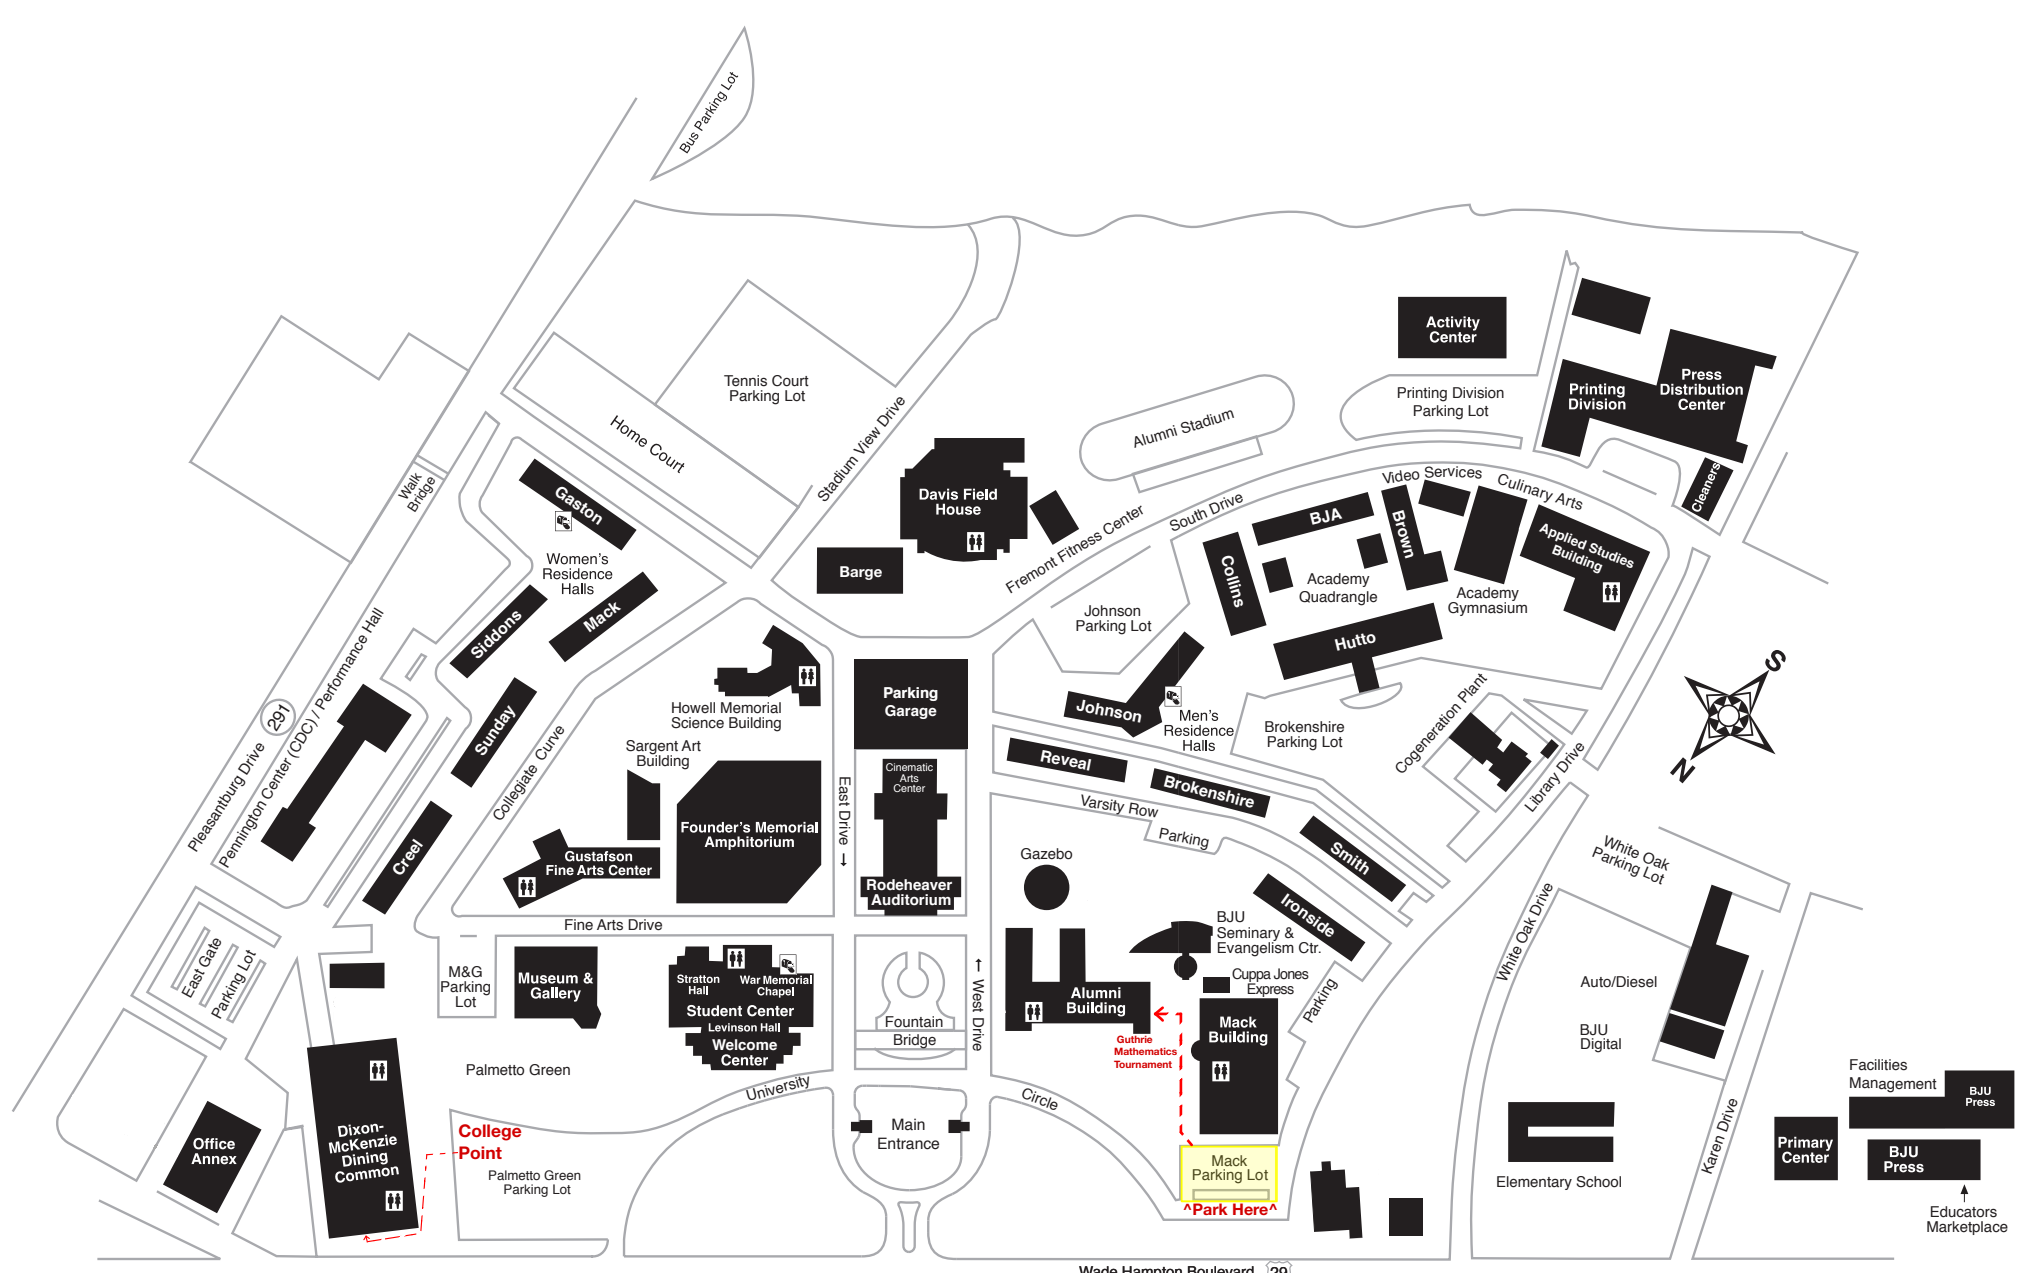 Bus Parking Lot
Activity
Center
Press
Distribution
Center
Printing
Division
Printing Division
Parking Lot
Tennis Court
Parking Lot
Home Court
Stadium View Drive
Alumni Stadium
Walk
Bridge
Gaston
Davis Field
House
Video Services
Culinary Arts
Cleaners
South Drive
Fremont Fitness Center
BJA
Brown
Applied Studies
Building
Women's
Residence
Halls
Barge
Collins
Academy
Quadrangle
Academy
Gymnasium
Siddons
Mack
Johnson
Parking Lot
Hutto
S
N
291
Pleasantburg Drive
Pennington Center (CDC) / Performance Hall
Sunday
Howell Memorial
Science Building
Parking
Garage
Johnson
Men's
Residence
Halls
Brokenshire
Parking Lot
Cogeneration Plant
Library Drive
Collegiate Curve
Sargent Art
Building
Cinematic
Arts
Center
Reveal
Brokenshire
Varsity Row
Parking
Smith
East Drive →
Creel
Founder's Memorial
Amphitorium
Gustafson
Fine Arts Center
Gazebo
Rodeheaver
Auditorium
Ironside
White Oak
Parking Lot
White Oak Drive
Fine Arts Drive
BJU
Seminary &
Evangelism Ctr.
East Gate
Parking Lot
M&G
Parking
Lot
Museum &
Gallery
Stratton
Hall
War Memorial
Chapel
Student Center
Levinson Hall
Welcome
Center
Fountain
Bridge
← West Drive
Alumni
Building
Cuppa Jones
Express
Mack
Building
Parking
Auto/Diesel
BJU
Digital
Guthrie
Mathematics
Tournament
Palmetto Green
University
Circle
Facilities
Management
BJU
Press
Office
Annex
Dixon-
McKenzie
Dining
Common
College
Point
Palmetto Green
Parking Lot
Main
Entrance
Mack
Parking Lot
^Park Here^
Elementary School
Karen Drive
Primary
Center
BJU
Press
Educators
Marketplace
Wade Hampton Boulevard 29